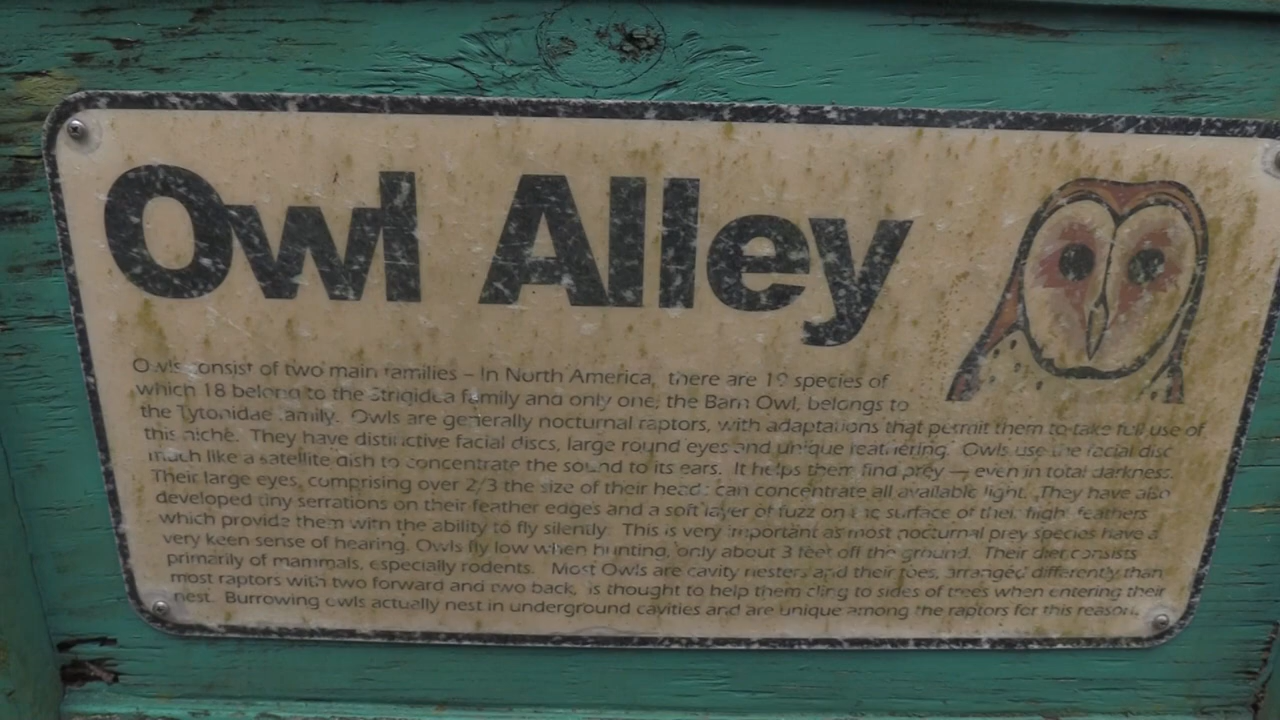 Owl Alley
Owls consist of two main families – In North America, there are 19 species of
which 18 belong to the Strigidea family and only one, the Barn Owl, belongs to
the Tytonidae family. Owls are generally nocturnal raptors, with adaptations that permit them to take full use of
this niche. They have distinctive facial discs, large round eyes and unique feathering. Owls use the facial disc
much like a satellite dish to concentrate the sound to its ears. It helps them find prey — even in total darkness.
Their large eyes, comprising over 2/3 the size of their head, can concentrate all available light. They have also
developed tiny serrations on their feather edges and a soft layer of fuzz on the surface of their flight feathers
which provide them with the ability to fly silently. This is very important as most nocturnal prey species have a
very keen sense of hearing. Owls fly low when hunting, only about 3 feet off the ground. Their diet consists
primarily of mammals, especially rodents. Most Owls are cavity nesters and their toes, arranged differently than
most raptors with two forward and two back, is thought to help them cling to sides of trees when entering their
nest. Burrowing owls actually nest in underground cavities and are unique among the raptors for this reason.